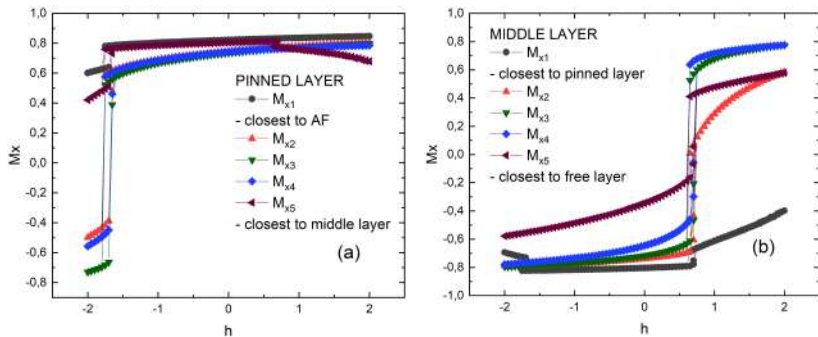 1,0
0,8
0,6
0,4
0,2
0,0
-0,2
-0,4
-0,6
-0,8
Mx
-2
-1
0
1
2
h
PINNED LAYER
Mx1
- closest to AF
Mx2
Mx3
Mx4
Mx5
- closest to middle layer
(a)
1,0
0,8
0,6
0,4
0,2
0,0
-0,2
-0,4
-0,6
-0,8
-1,0
Mx
-2
-1
0
1
2
h
MIDDLE LAYER
Mx1
- closest to pinned layer
Mx2
Mx3
Mx4
Mx5
- closest to free layer
(b)